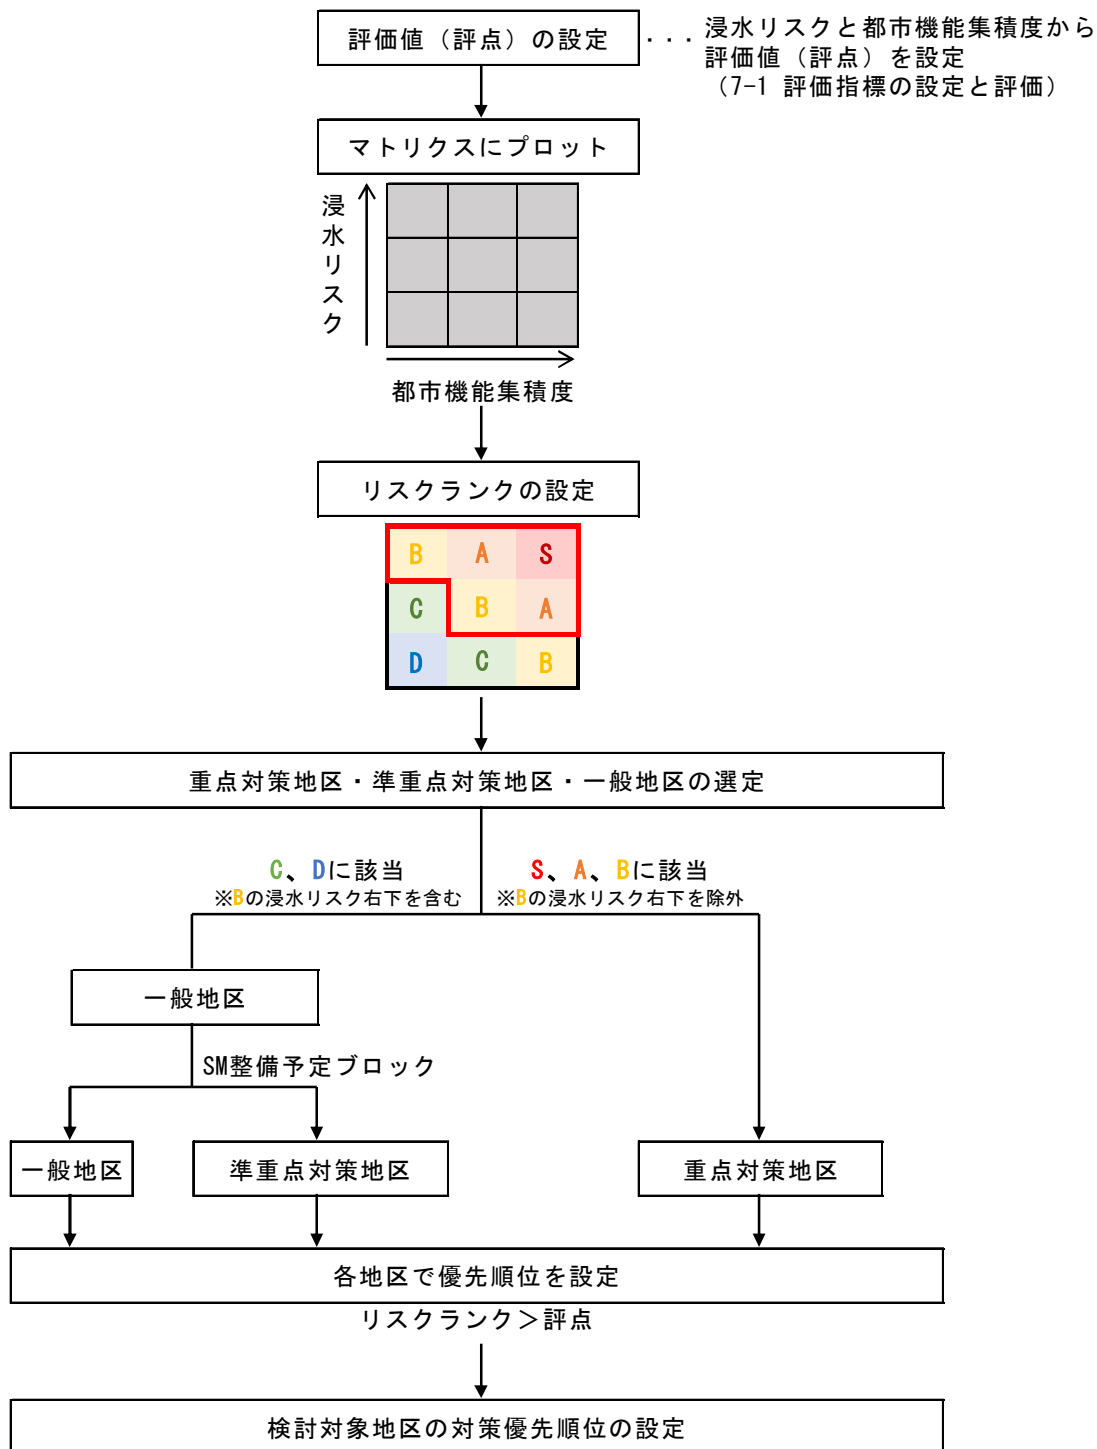 評価値（評点）の設定
...浸水リスクと都市機能集積度から
評価値（評点）を設定
（7-1 評価指標の設定と評価）
マトリクスにプロット
浸水リスク
都市機能集積度
リスクランクの設定
B A S
C B A
D C B
重点対策地区・準重点対策地区・一般地区の選定
C、Dに該当
※Bの浸水リスク右下を含む
S、A、Bに該当
※Bの浸水リスク右下を除外
一般地区
SM整備予定ブロック
一般地区
準重点対策地区
重点対策地区
各地区で優先順位を設定
リスクランク＞評点
検討対象地区の対策優先順位の設定